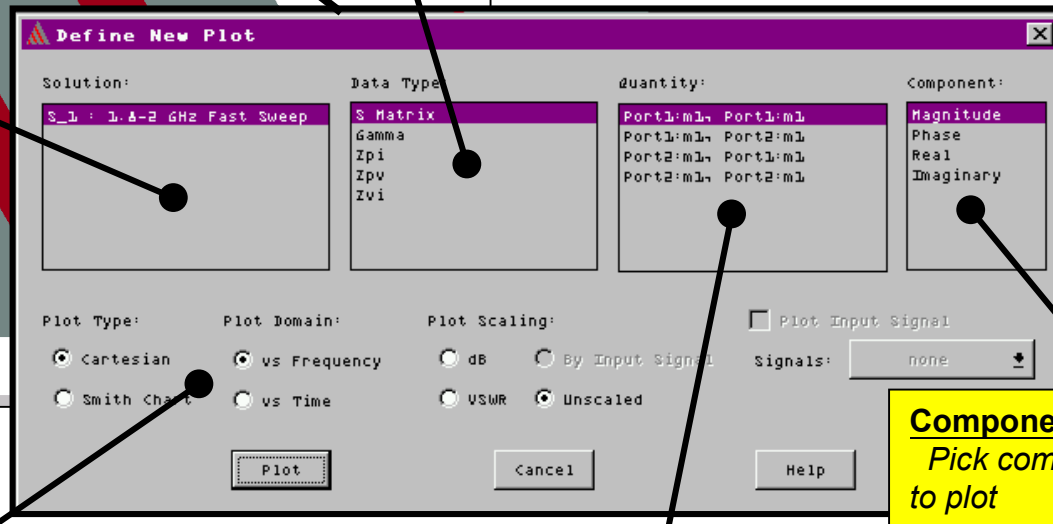 Define New Plot
Solution:
Data Type
Quantity:
Component:
S_1 : 1.8-2 GHz Fast Sweep
S Matrix
Gamma
Zpi
Zpv
Zvi
Port1:m1, Port1:m1
Port1:m1, Port2:m1
Port2:m1, Port1:m1
Port2:m1, Port2:m1
Magnitude
Phase
Real
Imaginary
Plot Type:
Plot Domain:
Plot Scaling:
Plot Input Signal
Cartesian
vs Frequency
dB
By Input Signal
Signals:
none
Smith Chart
vs Time
VSWR
Unscaled
Plot
Cancel
Help
Compone
Pick com
to plot